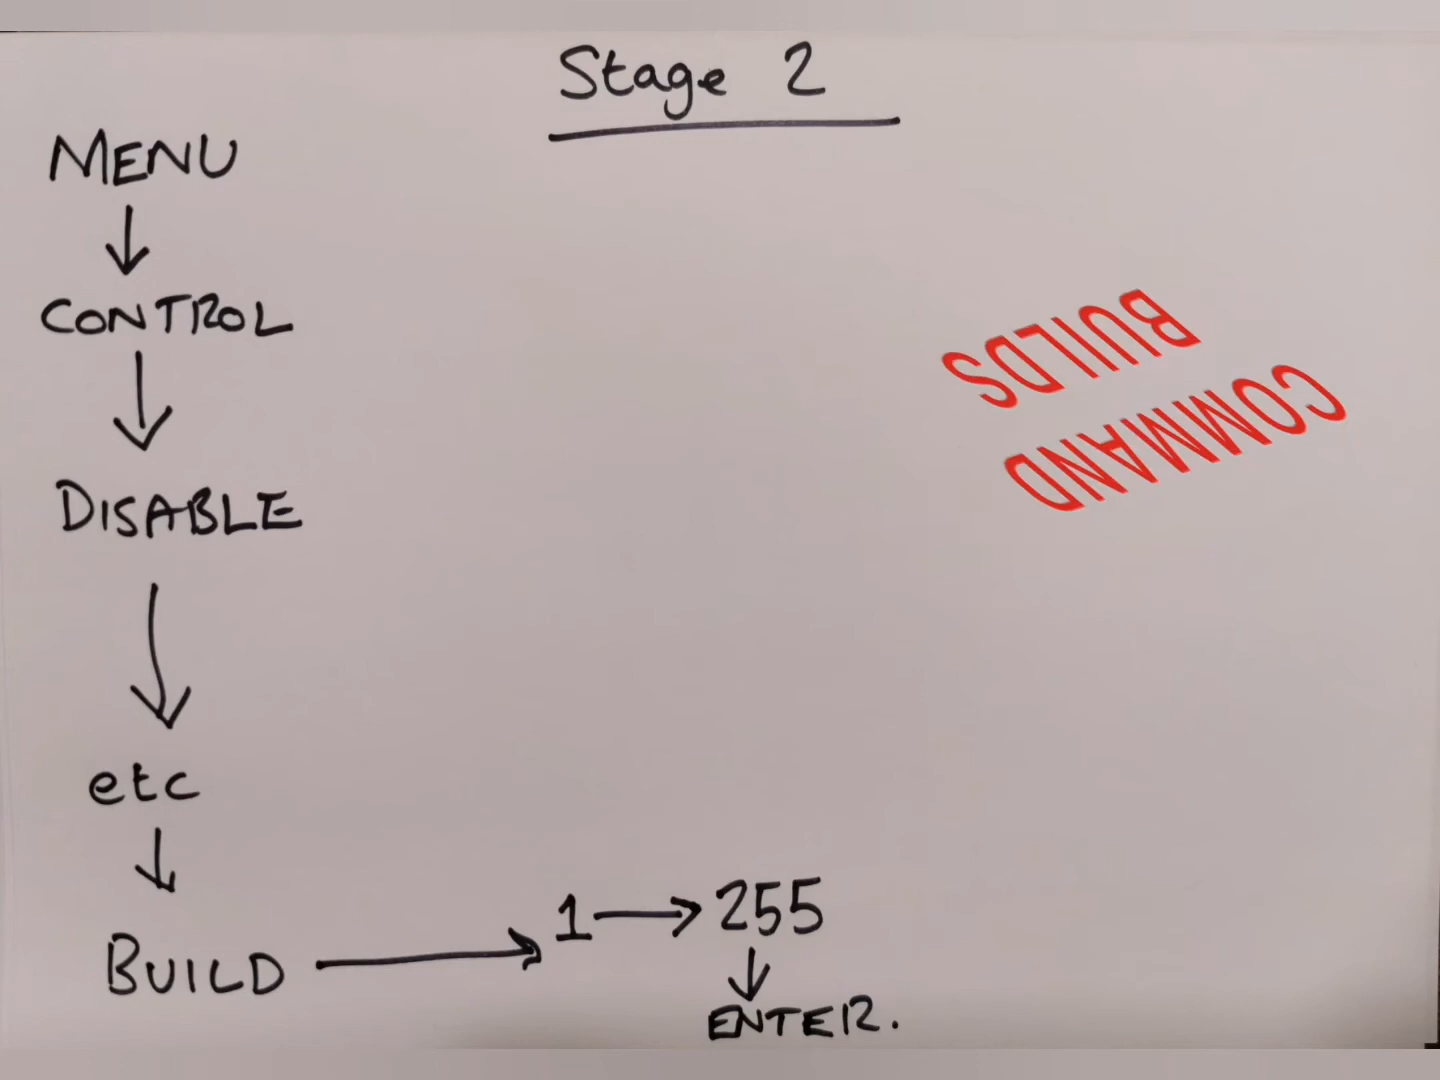 Stage 2
MENU
↓
CONTROL
↓
DISABLE
↓
etc
↓
BUILD → 1 → 255
↓
ENTER.
COMMAND
BUILDS